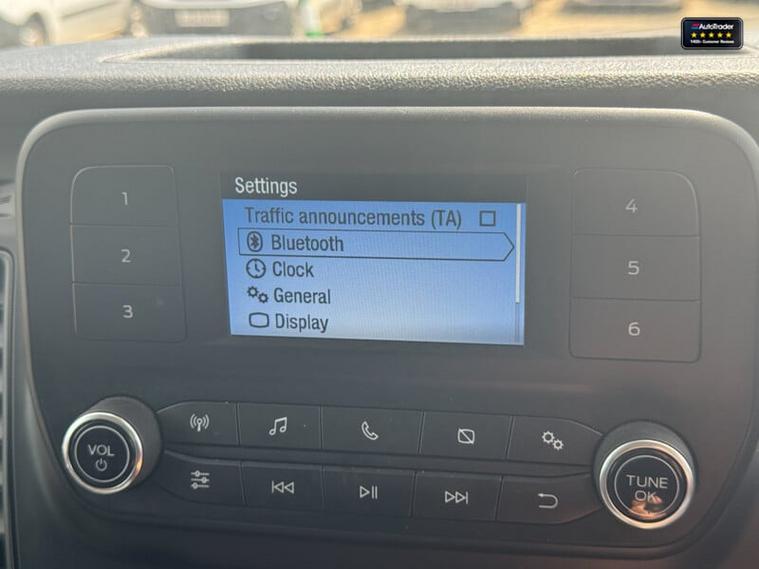 AutoTrader
Settings
Traffic announcements (TA)
Bluetooth
Clock
General
Display
1
2
3
4
5
6
VOL
TUNE
OK